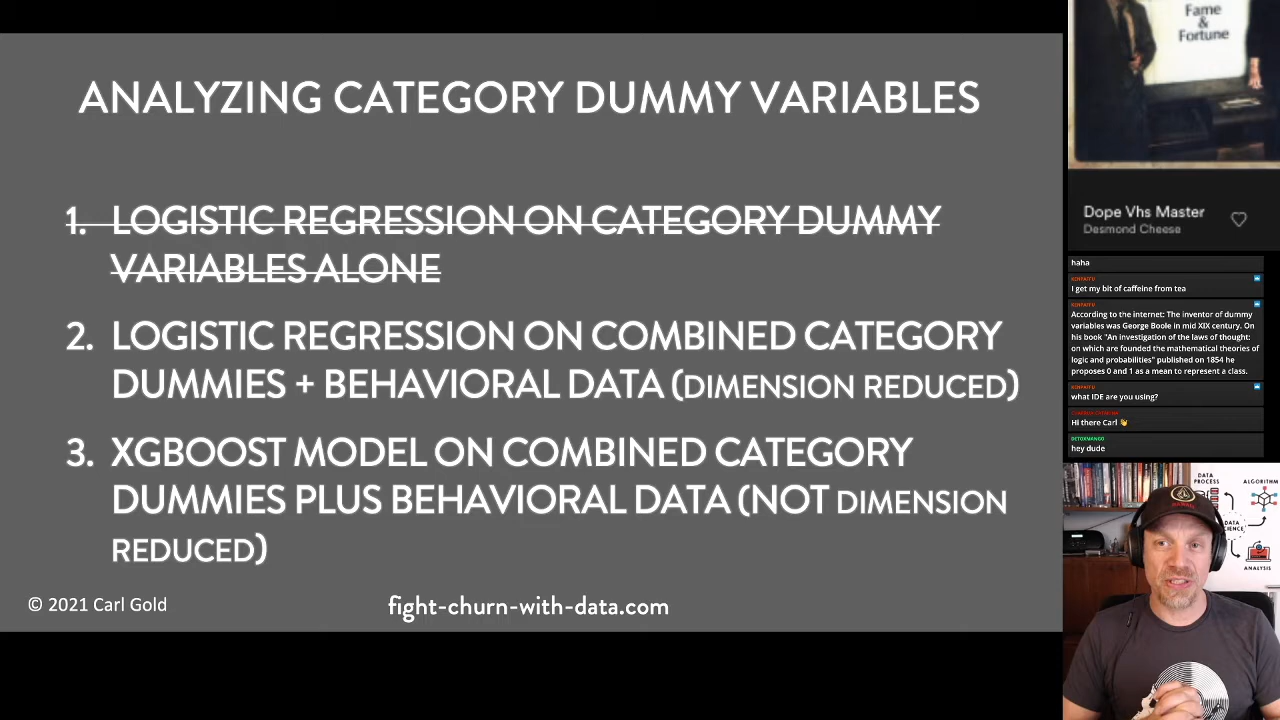 ANALYZING CATEGORY DUMMY VARIABLES
1. LOGISTIC REGRESSION ON CATEGORY DUMMY
VARIABLES ALONE
2. LOGISTIC REGRESSION ON COMBINED CATEGORY
DUMMIES + BEHAVIORAL DATA (DIMENSION REDUCED)
3. XGBOOST MODEL ON COMBINED CATEGORY
DUMMIES PLUS BEHAVIORAL DATA (NOT DIMENSION
REDUCED)
© 2021 Carl Gold
fight-churn-with-data.com
Fame
&
Fortune
Dope Vhs Master
Desmond Cheese
haha
I get my bit of caffeine from tea
According to the internet: The inventor of dummy
variables was George Boole in mid XIX century. On
his book "An investigation of the laws of thought:
on which are founded the mathematical theories of
logic and probabilities" published on 1854 he
proposes 0 and 1 as a mean to represent a class.
what IDE are you using?
Hi there Carl 👋
DETOXMANGO
hey dude
DATA
PROCESS
ALGORITHM
DATA
SCIENCE
ANALYSIS